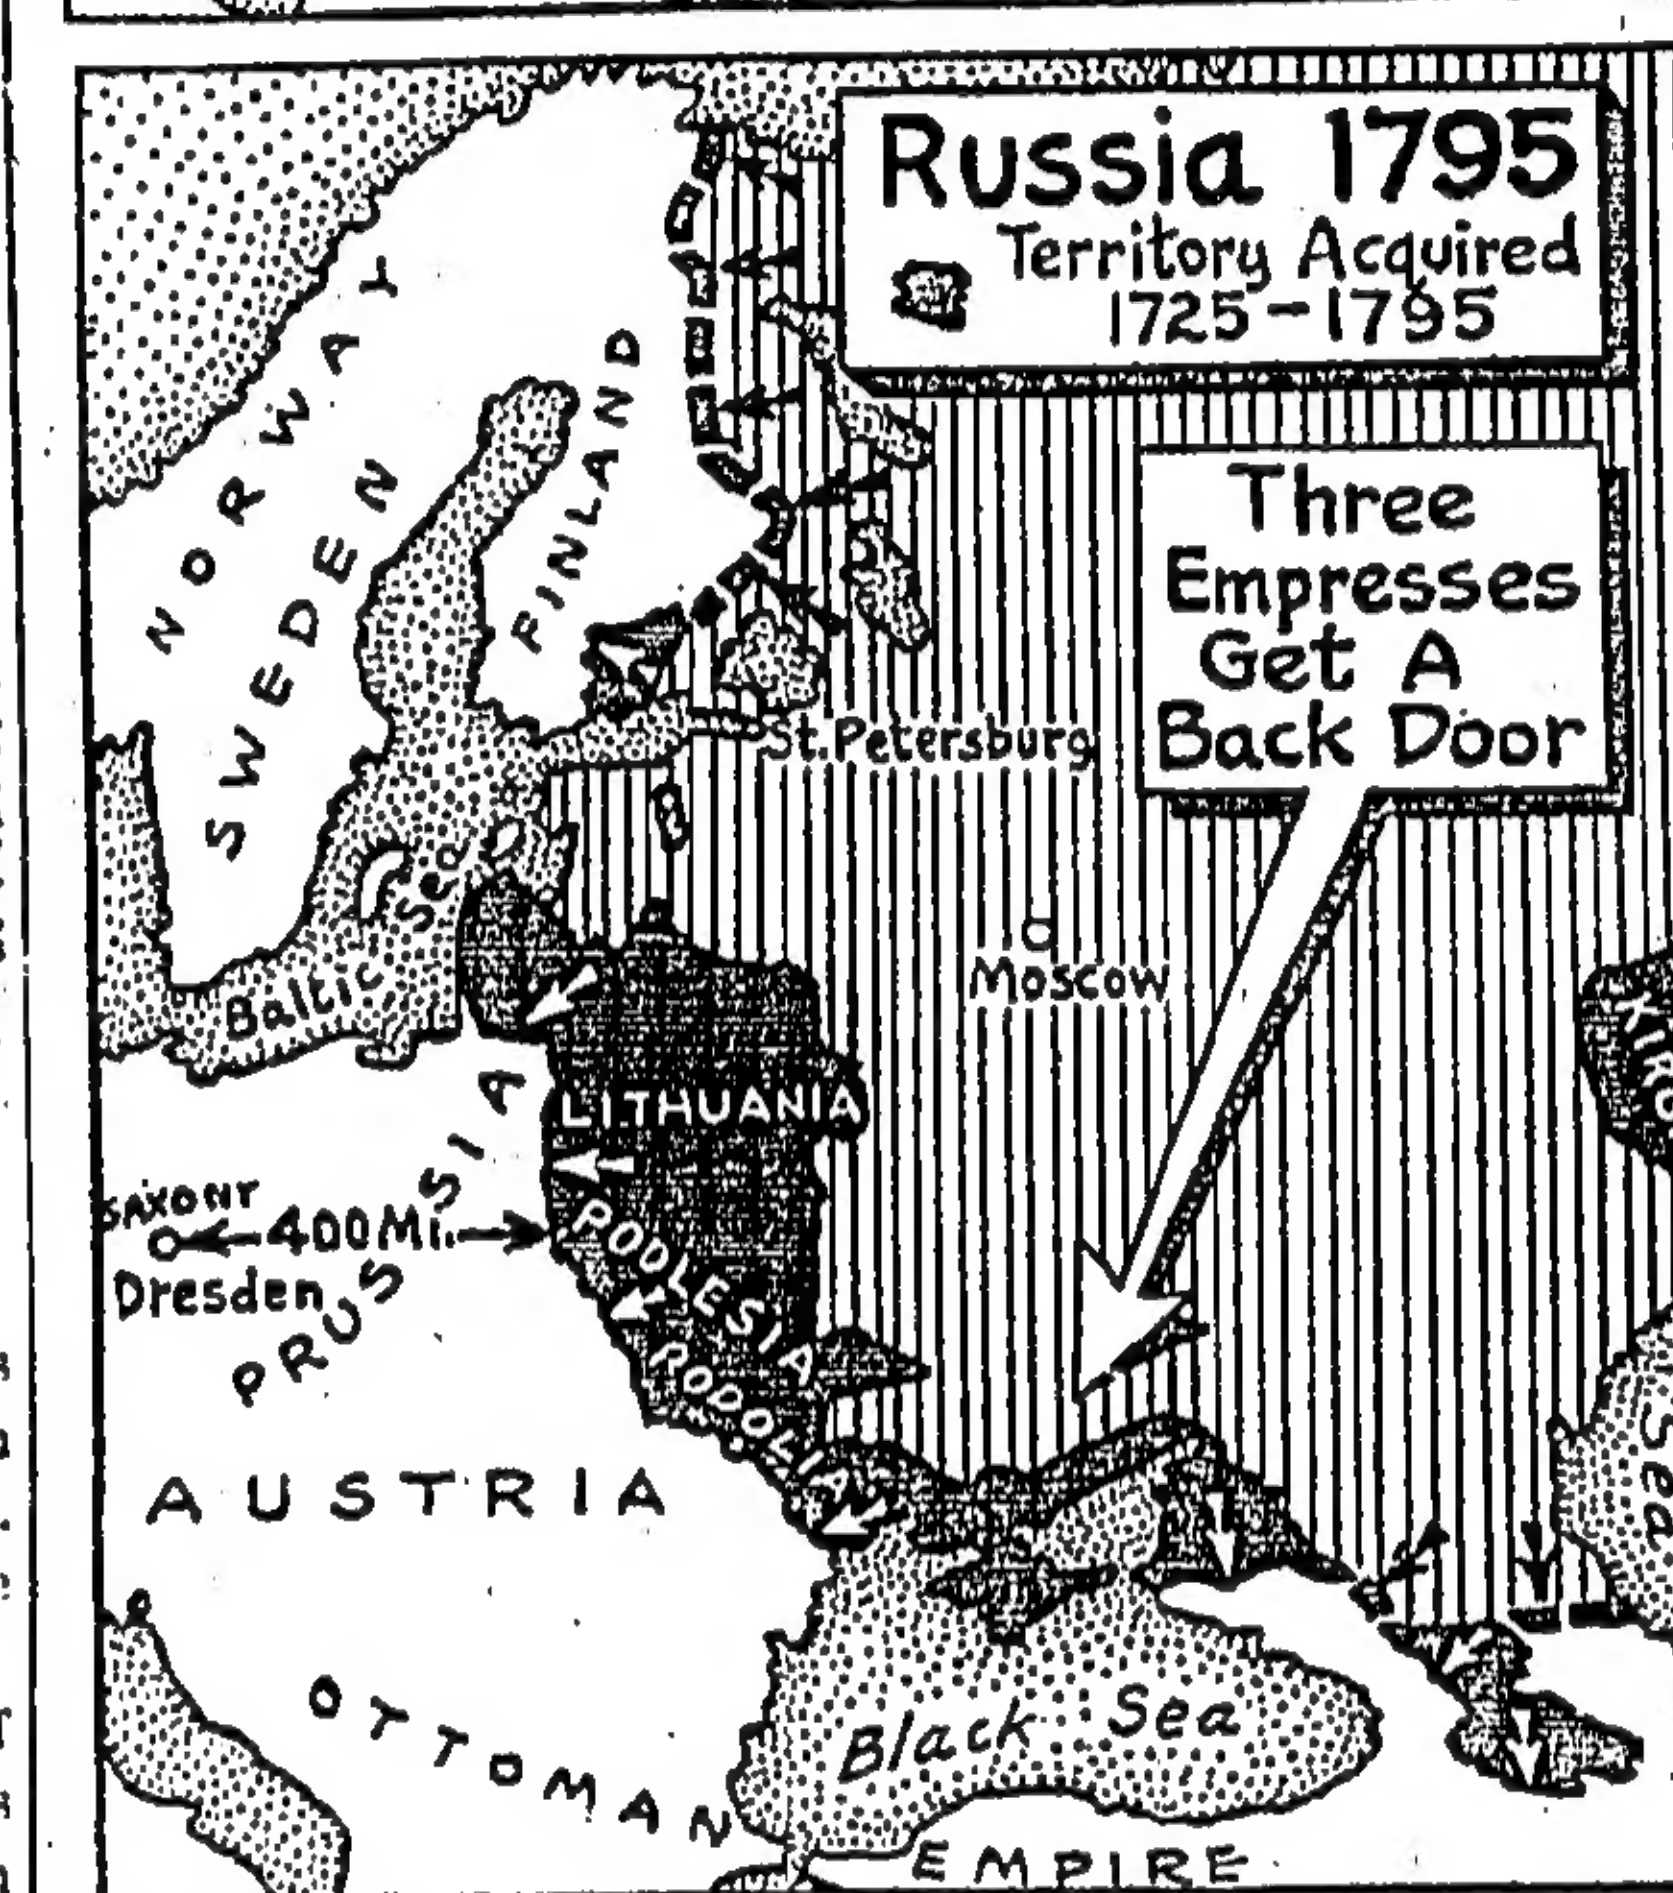 Russia 1795
Territory Acquired
1725-1795
Three
Empresses
Get A
Back Door
NORWAY
SWEDEN
FINLAND
St. Petersburg
Baltic Sea
Moscow
LITHUANIA
SAXONY
400 Mi.
Dresden
PRUSSIA
PODLESIA
PODOLIA
AUSTRIA
Sea
Black Sea
OTTOMAN
EMPIRE